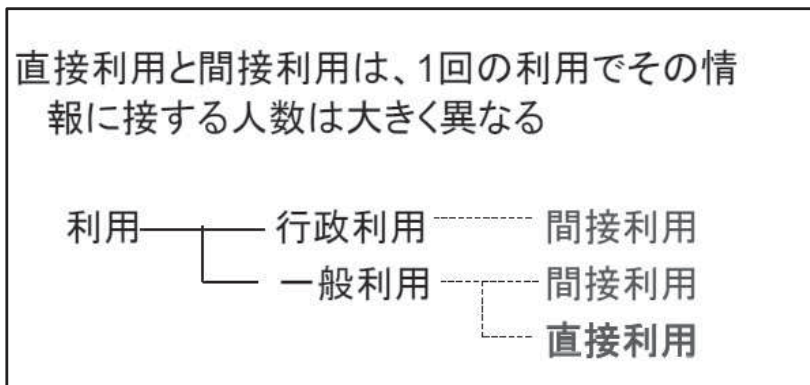 直接利用と間接利用は、1回の利用でその情
報に接する人数は大きく異なる
利用 行政利用 間接利用
一般利用 間接利用
直接利用